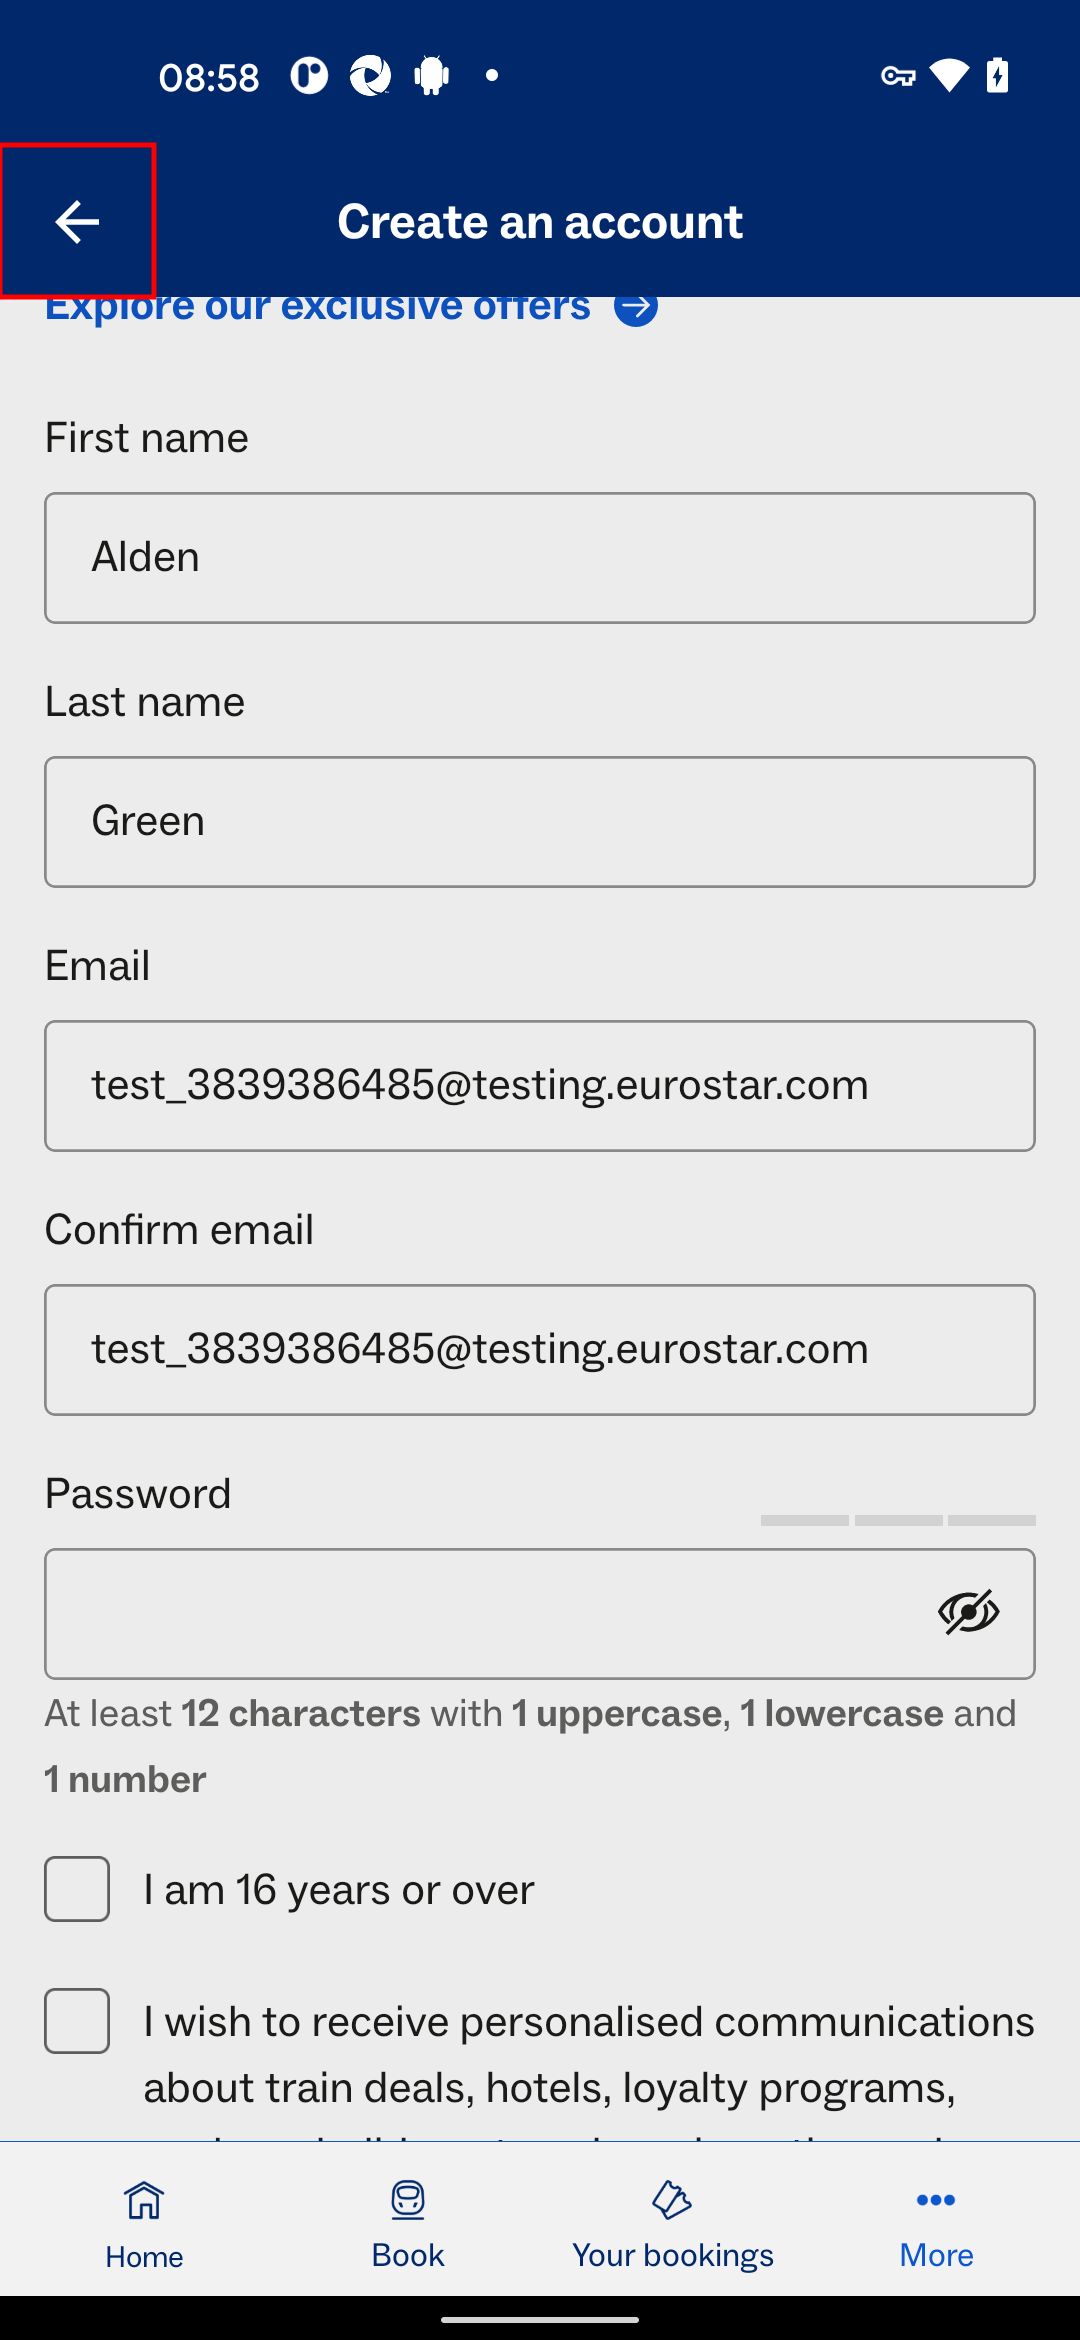 08:58
Create an account
Explore our exclusive offers
First name
Alden
Last name
Green
Email
test_3839386485@testing.eurostar.com
Confirm email
test_3839386485@testing.eurostar.com
Password
At least 12 characters with 1 uppercase, 1 lowercase and
1 number
I am 16 years or over
I wish to receive personalised communications
about train deals, hotels, loyalty programs,
Home
Book
Your bookings
More